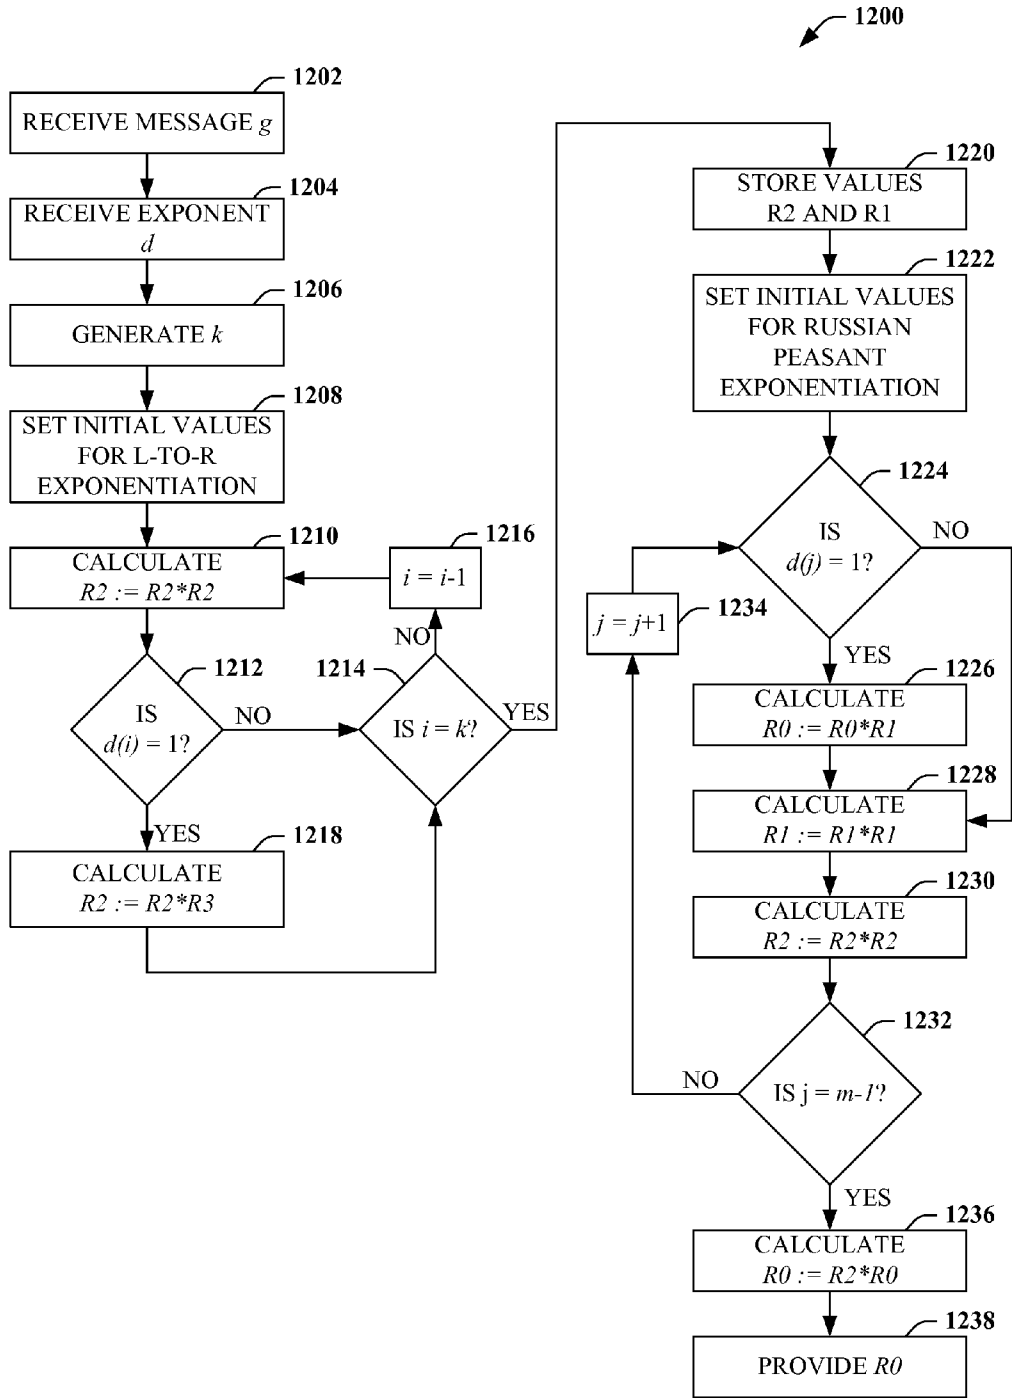 1200
1202
RECEIVE MESSAGE g
1204
RECEIVE EXPONENT
d
1206
GENERATE k
1208
SET INITIAL VALUES
FOR L-TO-R
EXPONENTIATION
1210
CALCULATE
R2 := R2*R2
1216
i = i-1
NO
1212
IS
d(i) = 1?
NO
1214
IS i = k?
YES
YES
1218
CALCULATE
R2 := R2*R3
1220
STORE VALUES
R2 AND R1
1222
SET INITIAL VALUES
FOR RUSSIAN
PEASANT
EXPONENTIATION
1224
IS
d(j) = 1?
NO
1234
j = j+1
YES
1226
CALCULATE
R0 := R0*R1
1228
CALCULATE
R1 := R1*R1
1230
CALCULATE
R2 := R2*R2
1232
IS j = m-1?
NO
YES
1236
CALCULATE
R0 := R2*R0
1238
PROVIDE R0